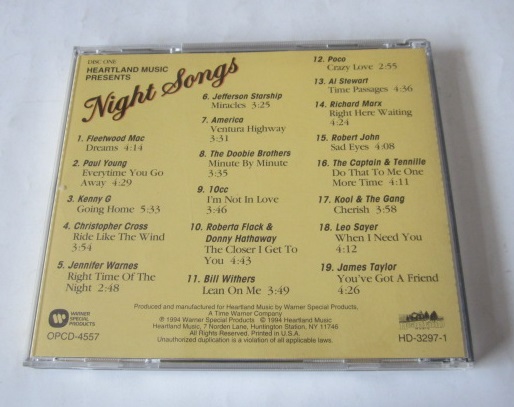 DISC ONE
HEARTLAND MUSIC
PRESENTS
Night Songs
1. Fleetwood Mac
Dreams 4:14
2. Paul Young
Everytime You Go
Away 4:29
3. Kenny G
Going Home 5:33
4. Christopher Cross
Ride Like The Wind
3:54
5. Jennifer Warnes
Right Time Of The
Night 2:48
6. Jefferson Starship
Miracles 3:25
7. America
Ventura Highway
3:31
8. The Doobie Brothers
Minute By Minute
3:35
9. 10cc
I'm Not In Love
3:46
10. Roberta Flack &
Donny Hathaway
The Closer I Get To
You 4:43
11. Bill Withers
Lean On Me 3:49
12. Poco
Crazy Love 2:55
13. Al Stewart
Time Passages 4:36
14. Richard Marx
Right Here Waiting
4:24
15. Robert John
Sad Eyes 4:08
16. The Captain & Tennille
Do That To Me One
More Time 4:11
17. Kool & The Gang
Cherish 3:58
18. Leo Sayer
When I Need You
4:12
19. James Taylor
You've Got A Friend
4:26
WARNER
SPECIAL
PRODUCTS
OPCD-4557
Produced and manufactured for Heartland Music by Warner Special Products,
A Time Warner Company
℗ 1994 Warner Special Products © 1994 Heartland Music
Heartland Music, 7 Norden Lane, Huntington Station, NY 11746
All Rights Reserved. Printed in U.S.A.
Unauthorized duplication is a violation of all applicable laws.
HD-3297-1